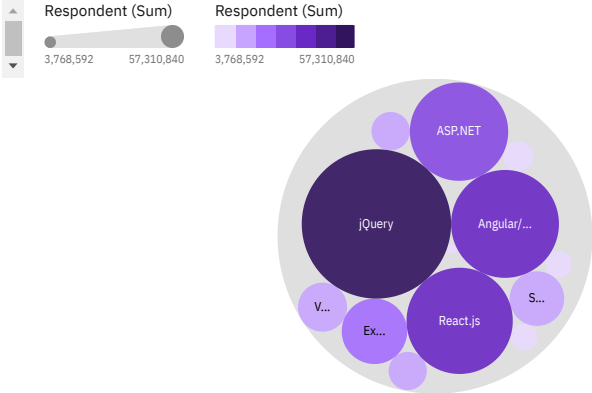 Respondent (Sum)
3,768,592 57,310,840
Respondent (Sum)
3,768,592 57,310,840
ASP.NET
jQuery
Angular/...
S...
V...
Ex...
React.js